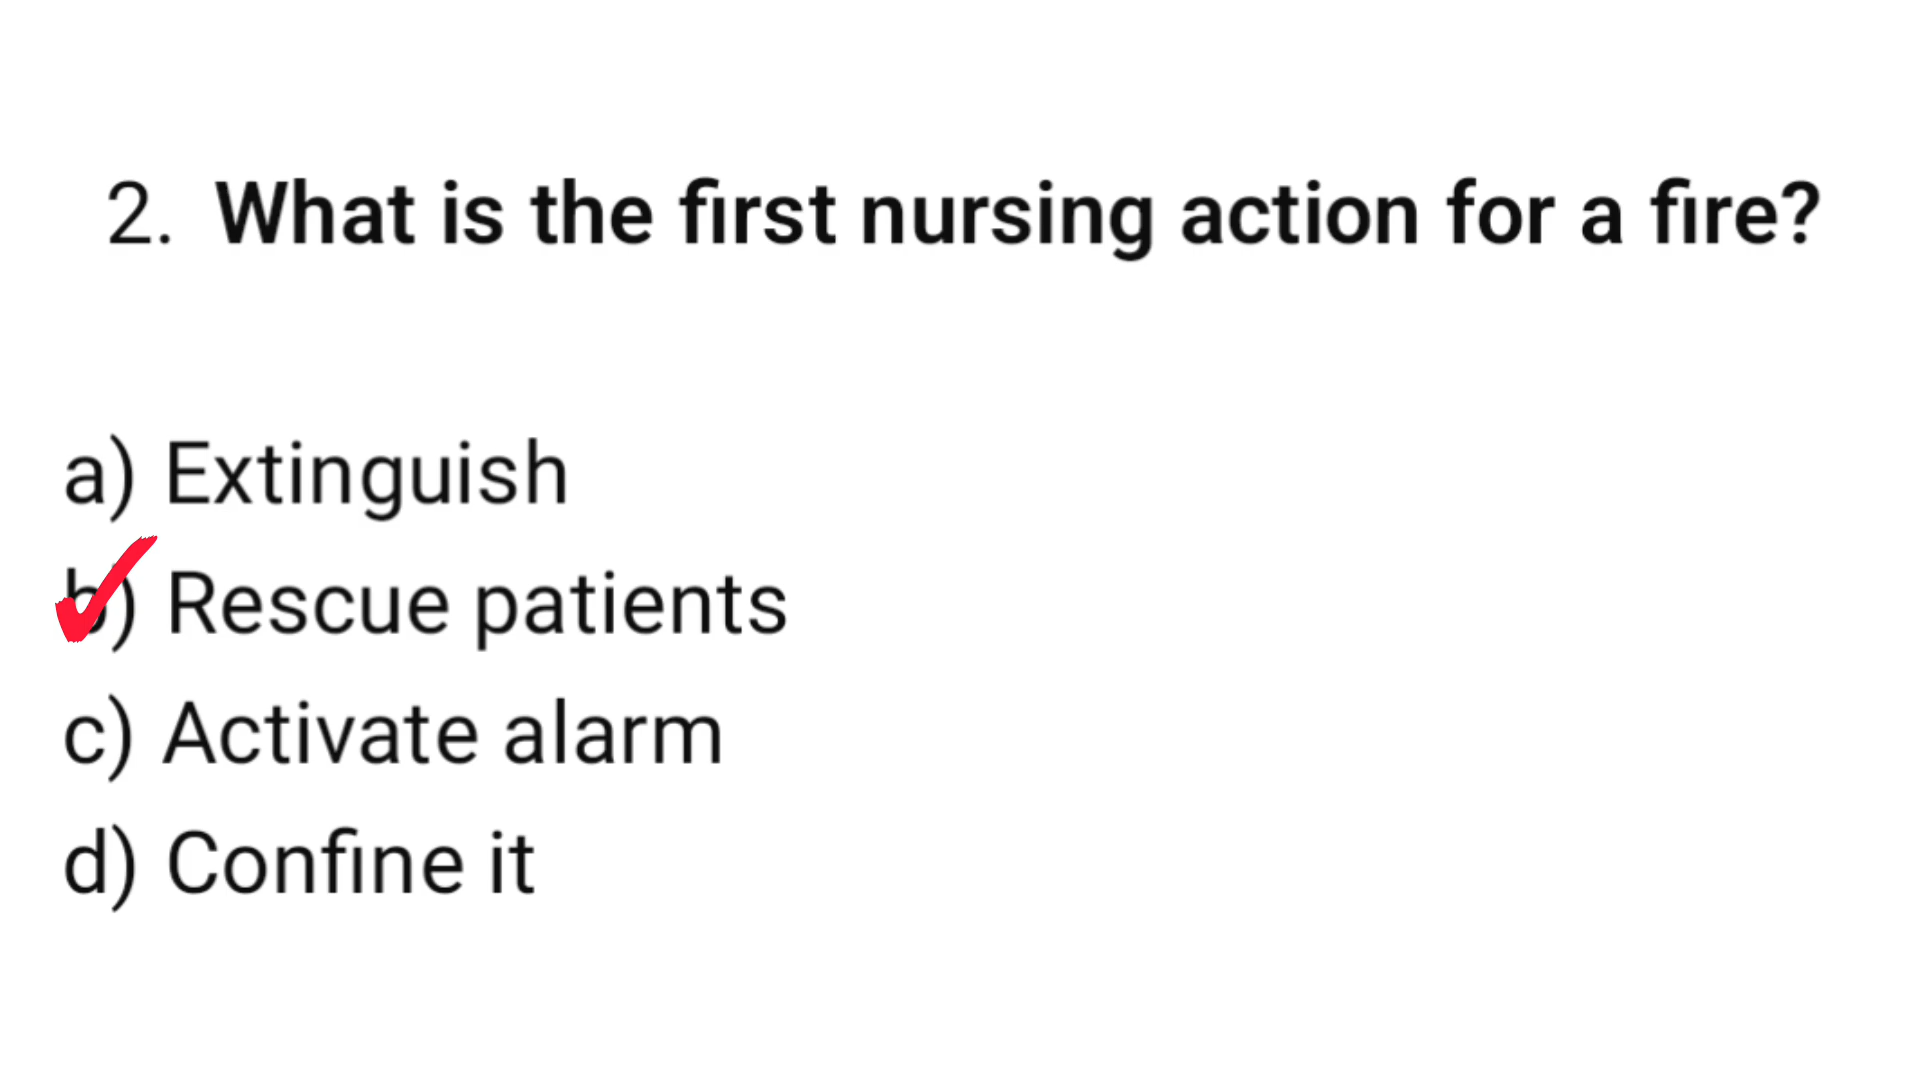 2. What is the first nursing action for a fire?
a) Extinguish
b) Rescue patients
c) Activate alarm
d) Confine it